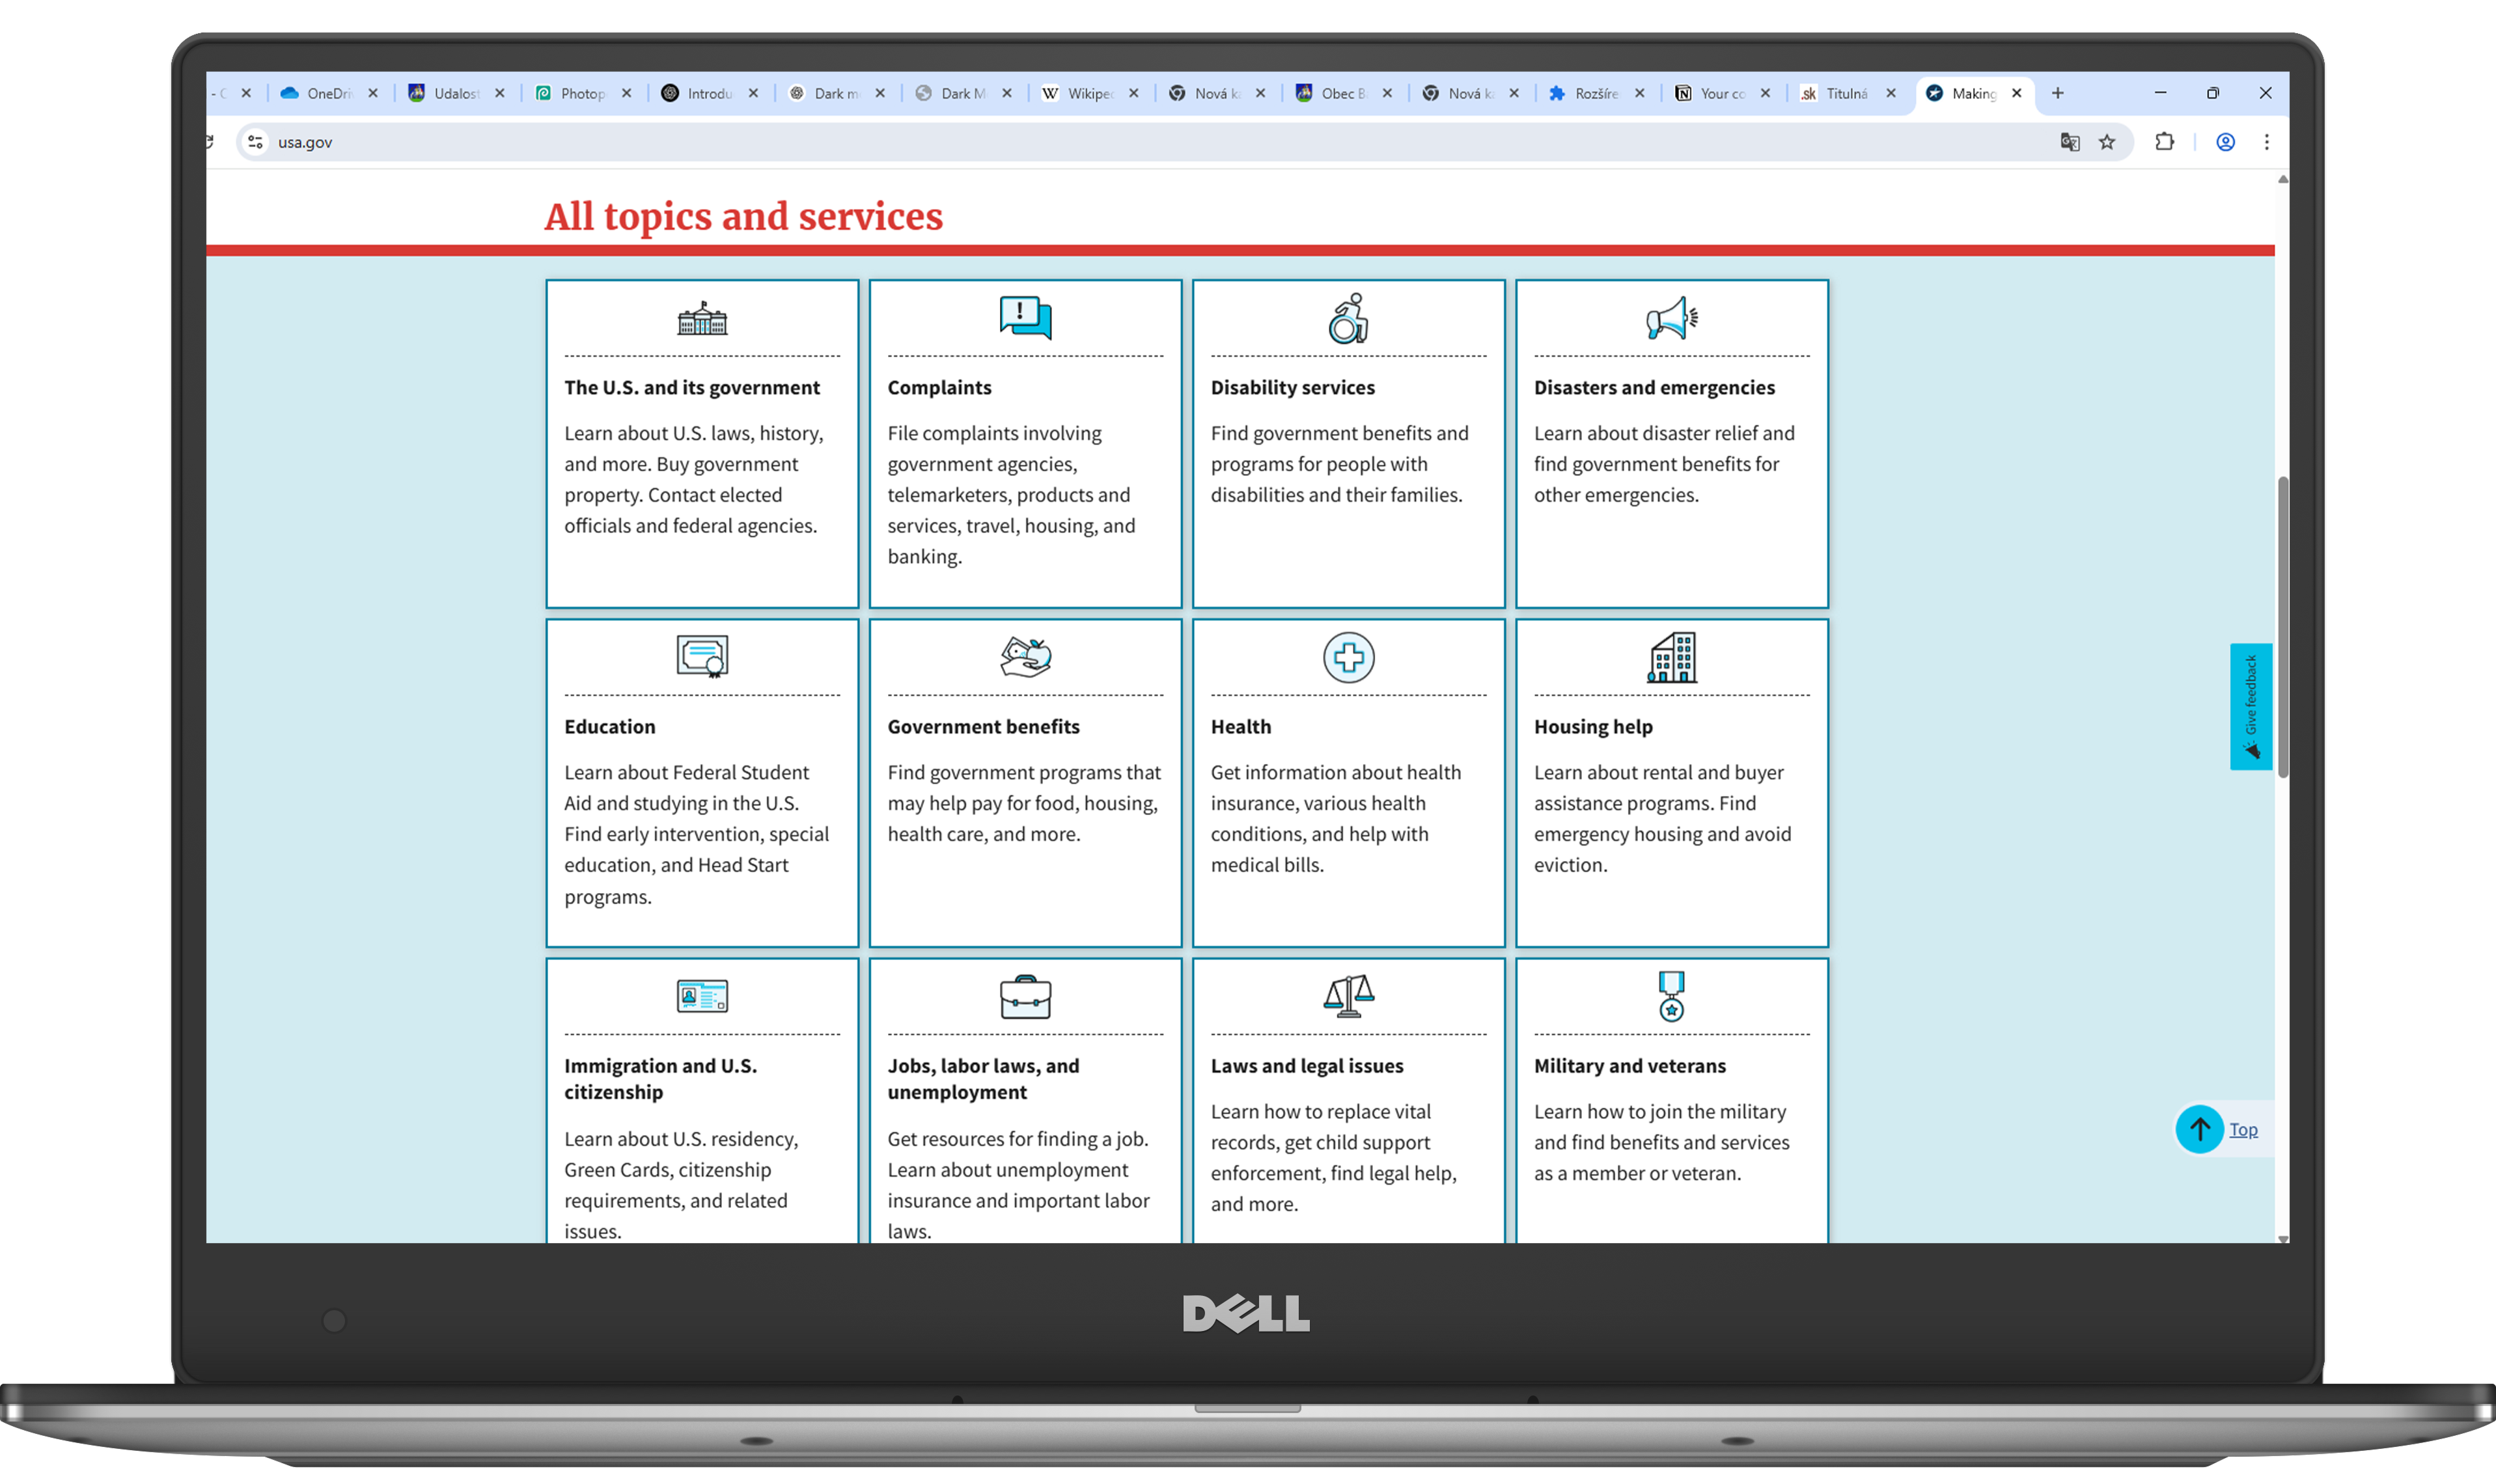 OneDri
Udalos
Photop
Introdu
Dark m
Dark M
Wikipec
Nová k
Obec B
Nová k
Rozšíre
Your co
Titulná
Making
usa.gov
All topics and services
The U.S. and its government
Learn about U.S. laws, history,
and more. Buy government
property. Contact elected
officials and federal agencies.
Complaints
File complaints involving
government agencies,
telemarketers, products and
services, travel, housing, and
banking.
Disability services
Find government benefits and
programs for people with
disabilities and their families.
Disasters and emergencies
Learn about disaster relief and
find government benefits for
other emergencies.
Education
Learn about Federal Student
Aid and studying in the U.S.
Find early intervention, special
education, and Head Start
programs.
Government benefits
Find government programs that
may help pay for food, housing,
health care, and more.
Health
Get information about health
insurance, various health
conditions, and help with
medical bills.
Housing help
Learn about rental and buyer
assistance programs. Find
emergency housing and avoid
eviction.
Give feedback
Immigration and U.S.
citizenship
Learn about U.S. residency,
Green Cards, citizenship
requirements, and related
issues.
Jobs, labor laws, and
unemployment
Get resources for finding a job.
Learn about unemployment
insurance and important labor
laws.
Laws and legal issues
Learn how to replace vital
records, get child support
enforcement, find legal help,
and more.
Military and veterans
Learn how to join the military
and find benefits and services
as a member or veteran.
Top
DELL